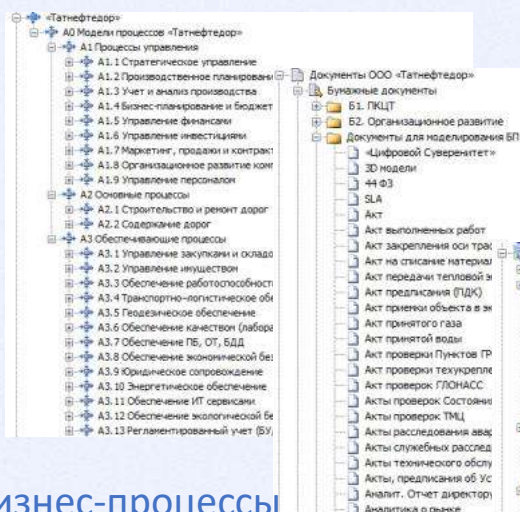 «Татнефтедор»
А0 Модели процессов «Татнефтедор»
А1 Процессы управления
А1.1 Стратегическое управление
А1.2 Производственное планировани
А1.3 Учет и анализ производства
А1.4 Бизнес-планирование и бюджет
А1.5 Управление финансами
А1.6 Управление инвестициями
А1.7 Маркетинг, продажи и контракт
А1.8 Организационное развитие комп
А1.9 Управление персоналом
А2 Основные процессы
А2.1 Строительство и ремонт дорог
А2.2 Содержание дорог
А3 Обеспечивающие процессы
А3.1 Управление закупками и складо
А3.2 Управление имуществом
А3.3 Обеспечение работоспособност
А3.4 Транспортно-логистическое обе
А3.5 Геодезическое обеспечение
А3.6 Обеспечение качеством (лабора
А3.7 Обеспечение ПБ, ОТ, БДД
А3.8 Обеспечение экономической бе
А3.9 Юридическое сопровождение
А3.10 Энергетическое обеспечение
А3.11 Обеспечение ИТ сервисами
А3.12 Обеспечение экологической бе
А3.13 Регламентированный учет (БУ,
Документы ООО «Татнефтедор»
Бумажные документы
Б1. ПКЦТ
Б2. Организационное развитие
Документы для моделирования БП
«Цифровой Суверенитет»
3D модели
44 ФЗ
SLA
Акт
Акт выполненных работ
Акт закрепления оси трас
Акт на списание материал
Акт передачи тепловой э
Акт предписания (ПДК)
Акт приемки объекта в эк
Акт принятого газа
Акт принятой воды
Акт проверки Пунктов ГР
Акт проверки техукрепле
Акт проверок ГЛОНАСС
Акты проверок Состояни
Акты проверок ТМЦ
Акты расследования авар
Акты служебных расслед
Акты технического обслу
Акты, предписания об Ус
Аналит. Отчет директору
Аналитика о рынке
изнес-процессы